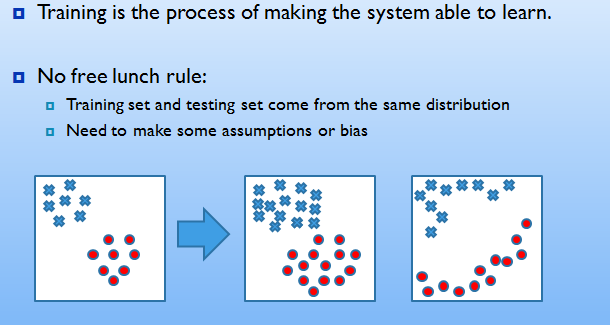 Training is the process of making the system able to learn.
No free lunch rule:
Training set and testing set come from the same distribution
Need to make some assumptions or bias